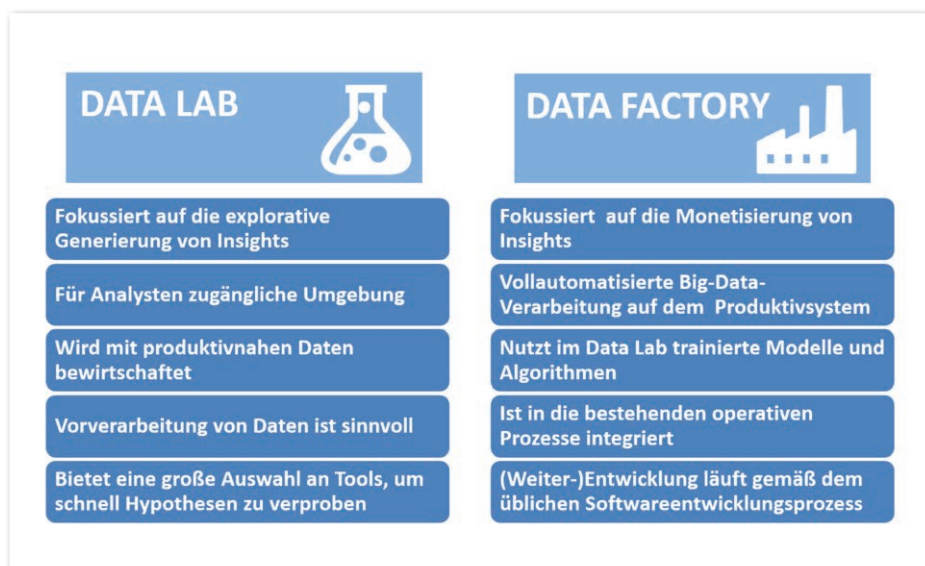 DATA LAB
Fokussiert auf die explorative
Generierung von Insights
Für Analysten zugängliche Umgebung
Wird mit produktivnahen Daten
bewirtschaftet
Vorverarbeitung von Daten ist sinnvoll
Bietet eine große Auswahl an Tools, um
schnell Hypothesen zu verproben
DATA FACTORY
Fokussiert auf die Monetisierung von
Insights
Vollautomatisierte Big-Data-
Verarbeitung auf dem Produktivsystem
Nutzt im Data Lab trainierte Modelle und
Algorithmen
Ist in die bestehenden operativen
Prozesse integriert
(Weiter-)Entwicklung läuft gemäß dem
üblichen Softwareentwicklungsprozess